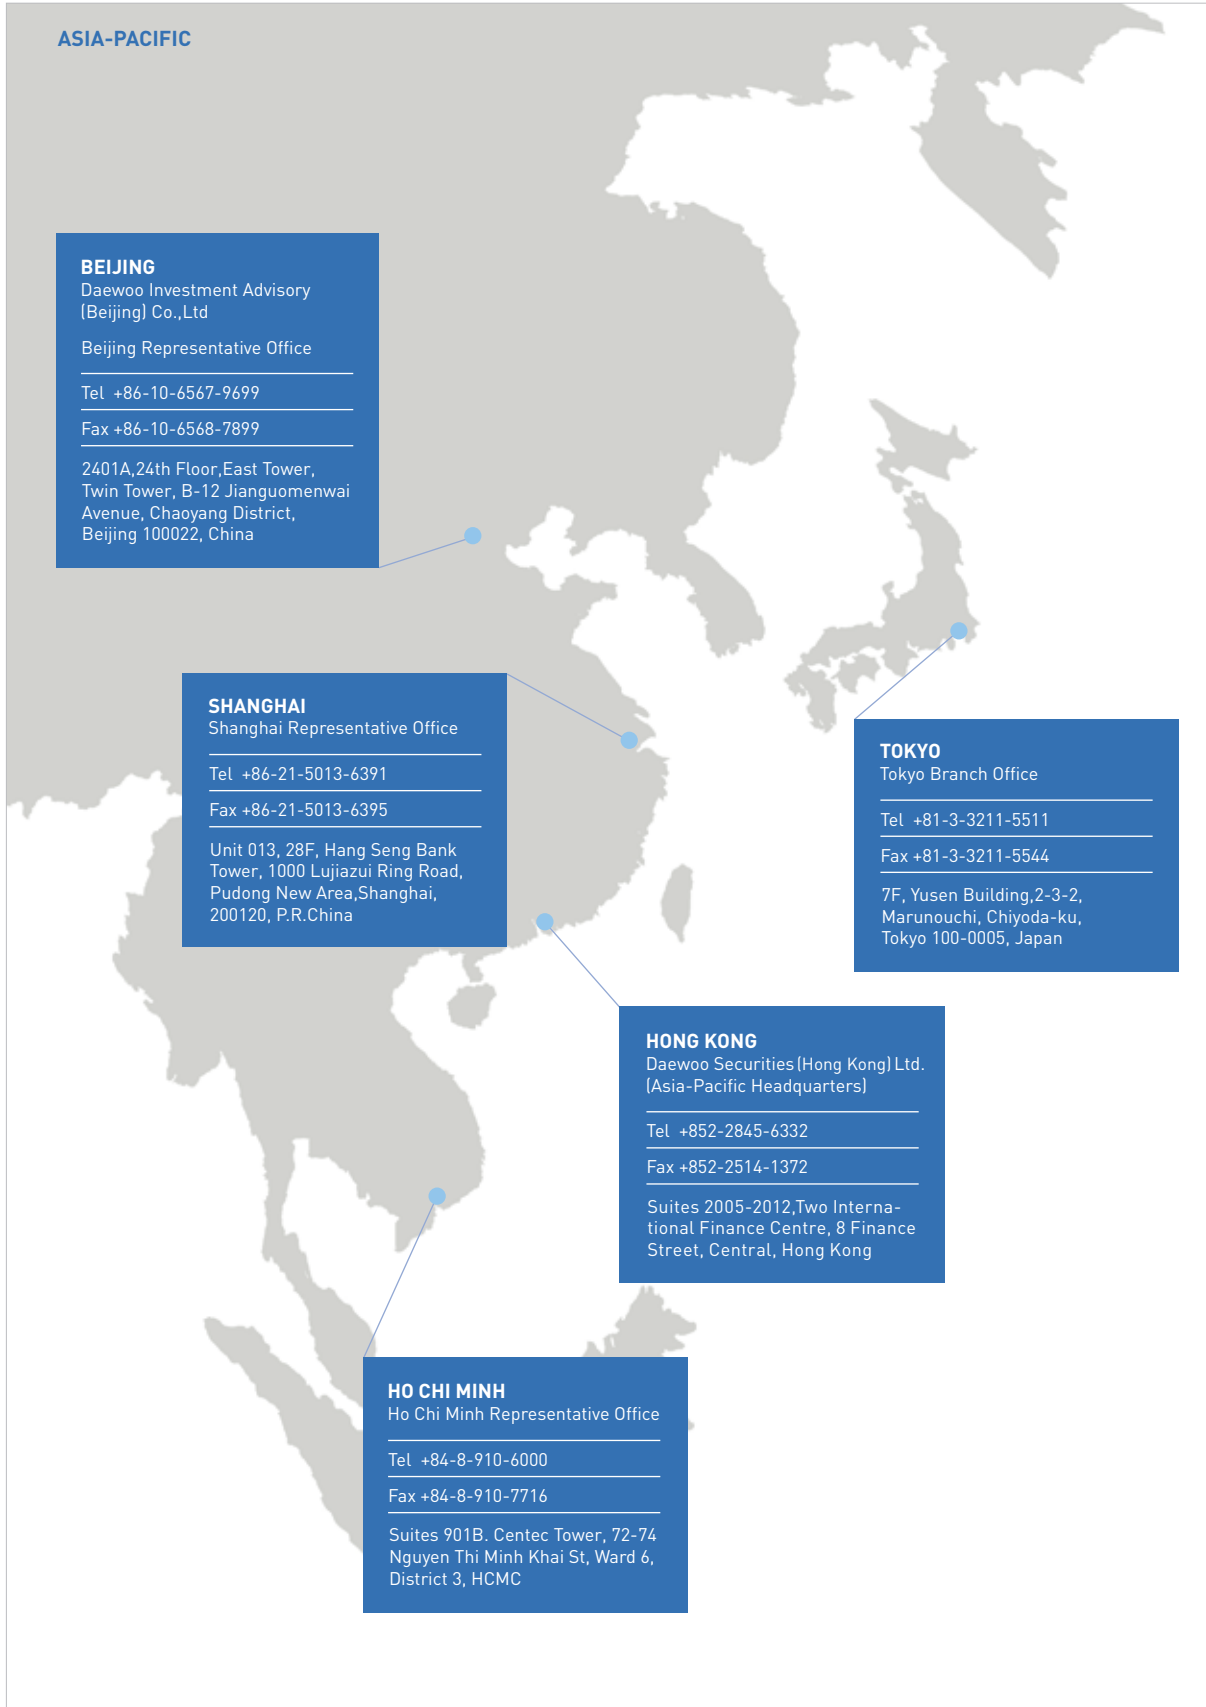 ASIA-PACIFIC
BEIJING
Daewoo Investment Advisory
(Beijing) Co.,Ltd
Beijing Representative Office
Tel +86-10-6567-9699
Fax +86-10-6568-7899
2401A,24th Floor,East Tower,
Twin Tower, B-12 Jianguomenwai
Avenue, Chaoyang District,
Beijing 100022, China
SHANGHAI
Shanghai Representative Office
Tel +86-21-5013-6391
Fax +86-21-5013-6395
Unit 013, 28F, Hang Seng Bank
Tower, 1000 Lujiazui Ring Road,
Pudong New Area,Shanghai,
200120, P.R.China
TOKYO
Tokyo Branch Office
Tel +81-3-3211-5511
Fax +81-3-3211-5544
7F, Yusen Building,2-3-2,
Marunouchi, Chiyoda-ku,
Tokyo 100-0005, Japan
HONG KONG
Daewoo Securities (Hong Kong) Ltd.
(Asia-Pacific Headquarters)
Tel +852-2845-6332
Fax +852-2514-1372
Suites 2005-2012,Two Interna-
tional Finance Centre, 8 Finance
Street, Central, Hong Kong
HO CHI MINH
Ho Chi Minh Representative Office
Tel +84-8-910-6000
Fax +84-8-910-7716
Suites 901B. Centec Tower, 72-74
Nguyen Thi Minh Khai St, Ward 6,
District 3, HCMC